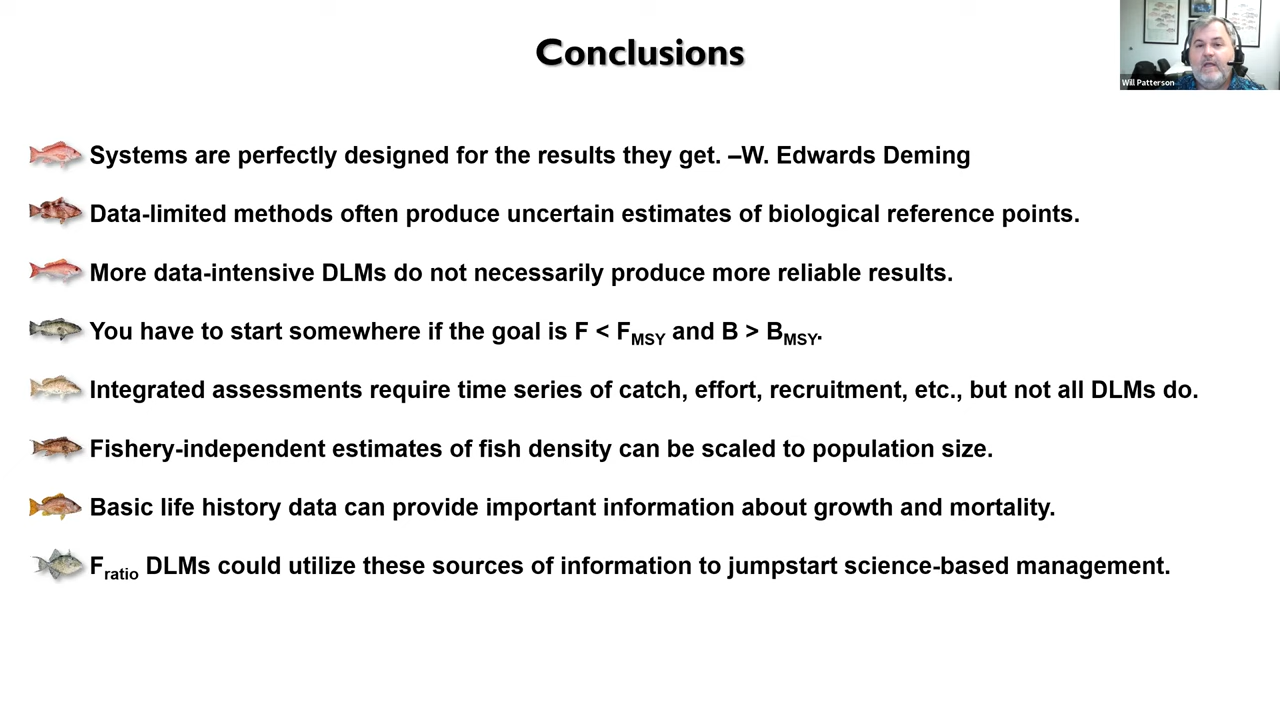 Conclusions
Will Patterson
Systems are perfectly designed for the results they get. –W. Edwards Deming
Data-limited methods often produce uncertain estimates of biological reference points.
More data-intensive DLMs do not necessarily produce more reliable results.
You have to start somewhere if the goal is F < FMSY and B > BMSY.
Integrated assessments require time series of catch, effort, recruitment, etc., but not all DLMs do.
Fishery-independent estimates of fish density can be scaled to population size.
Basic life history data can provide important information about growth and mortality.
Fratio DLMs could utilize these sources of information to jumpstart science-based management.